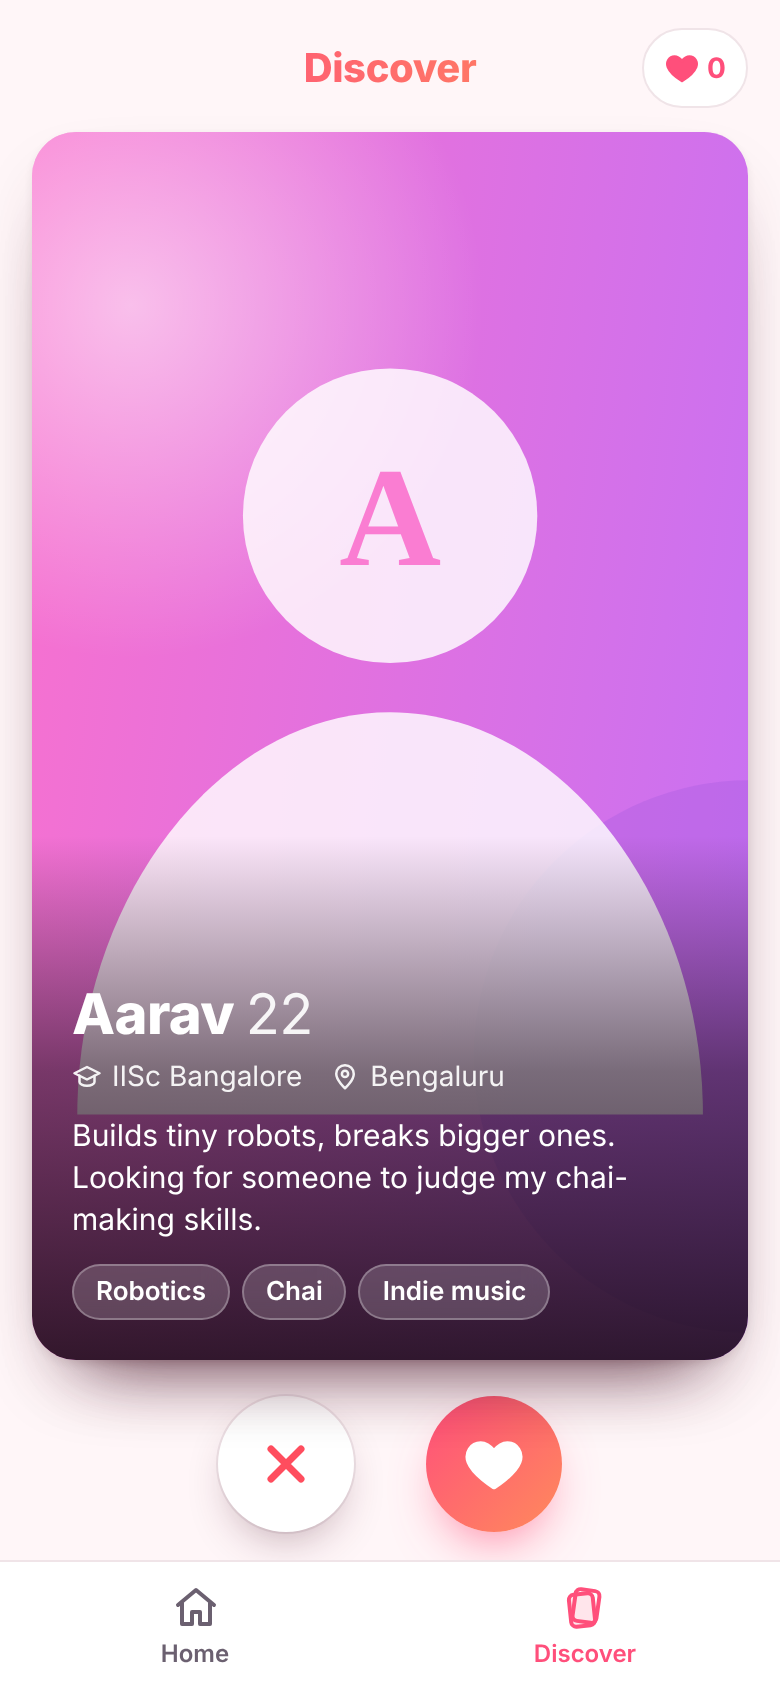 Discover
0
A
Aarav 22
IISc Bangalore Bengaluru
Builds tiny robots, breaks bigger ones.
Looking for someone to judge my chai-
making skills.
Robotics Chai Indie music
Home Discover